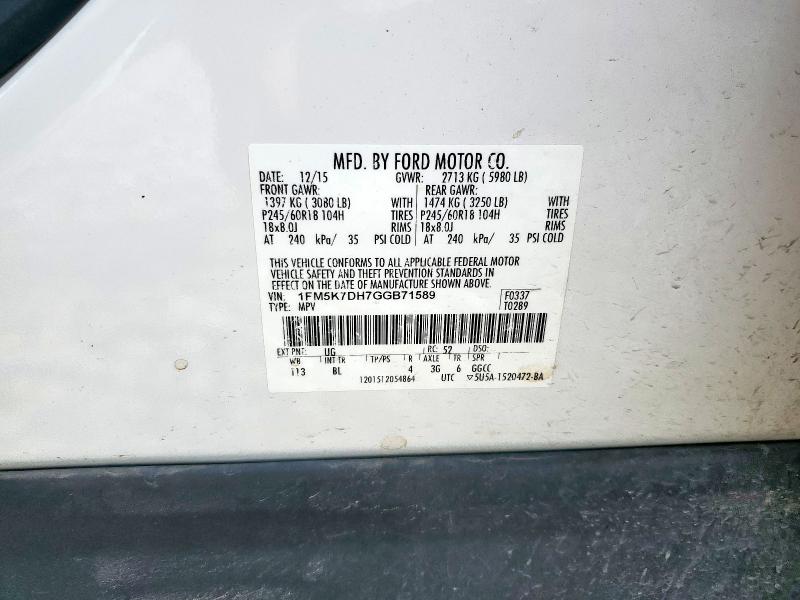 MFD. BY FORD MOTOR CO.
DATE: 12/15 GVWR: 2713 KG ( 5980 LB)
FRONT GAWR: REAR GAWR:
1397 KG ( 3080 LB) WITH 1474 KG ( 3250 LB) WITH
P245/60R18 104H TIRES P245/60R18 104H TIRES
18x8.0J RIMS 18x8.0J RIMS
AT 240 kPa/ 35 PSI COLD AT 240 kPa/ 35 PSI COLD
THIS VEHICLE CONFORMS TO ALL APPLICABLE FEDERAL MOTOR
VEHICLE SAFETY AND THEFT PREVENTION STANDARDS IN
EFFECT ON THE DATE OF MANUFACTURE SHOWN ABOVE.
VIN: 1FM5K7DH7GGB71589 F0337
TYPE: MPV T0289
EXT PNT: UG RC: 52 DSO:
WB INT TR TP/PS R AXLE TR SPR
113 BL 4 3G 6 GGCC
1201512054864 UTC ▽5U5A-1520472-BA